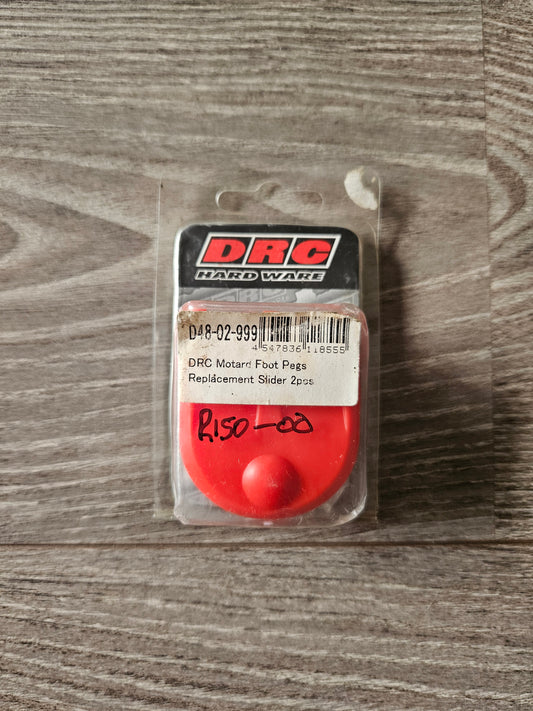 DRC
HARD WARE
D48-02-999
4 547836 118555
DRC Motard Foot Pegs
Replacement Slider 2pcs
R150-00